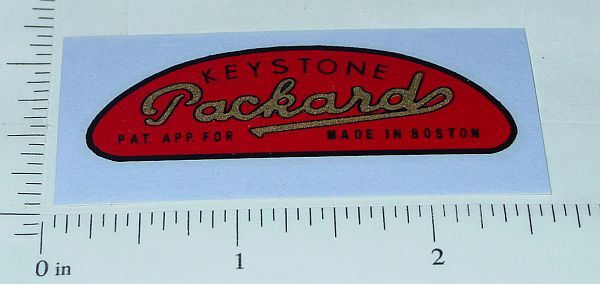 KEYSTONE
Packard
PAT. APP. FOR MADE IN BOSTON
0 in 1 2